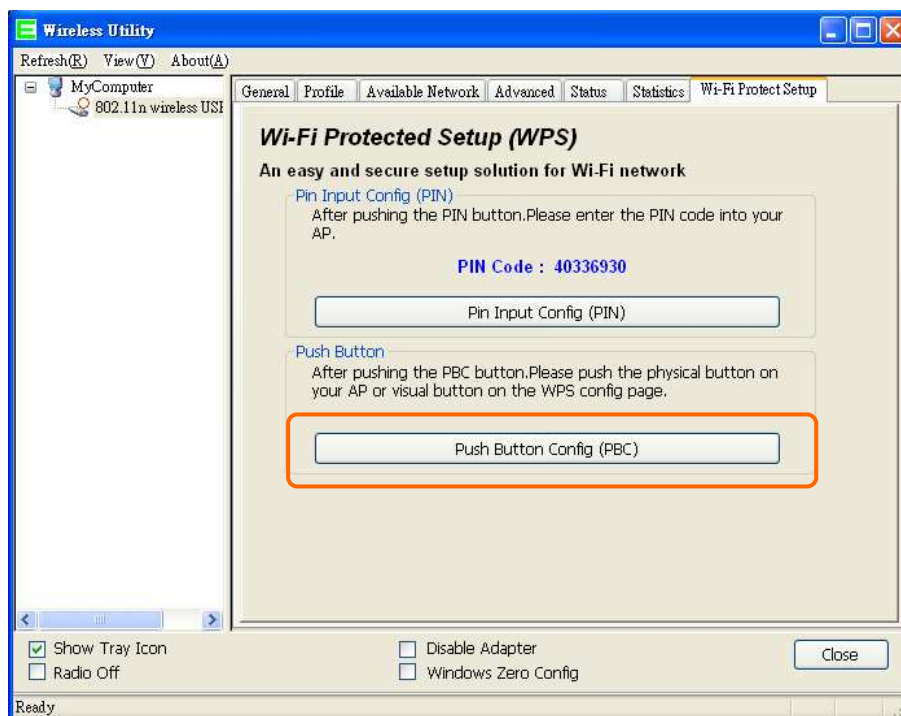 Wireless Utility
Refresh(R) View(V) About(A)
MyComputer
802.11n wireless USB
General Profile Available Network Advanced Status Statistics Wi-Fi Protect Setup
Wi-Fi Protected Setup (WPS)
An easy and secure setup solution for Wi-Fi network
Pin Input Config (PIN)
After pushing the PIN button.Please enter the PIN code into your
AP.
PIN Code : 40336930
Pin Input Config (PIN)
Push Button
After pushing the PBC button.Please push the physical button on
your AP or visual button on the WPS config page.
Push Button Config (PBC)
Show Tray Icon
Radio Off
Disable Adapter
Windows Zero Config
Close
Ready